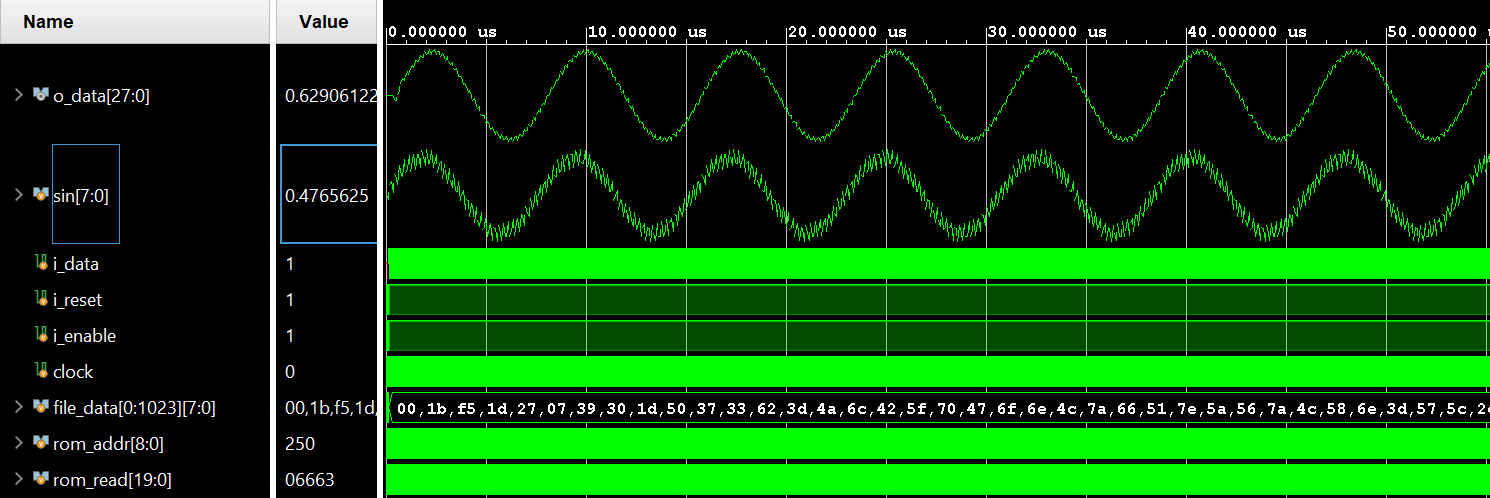 Name Value
0.000000 us 10.000000 us 20.000000 us 30.000000 us 40.000000 us 50.000000
o_data[27:0] 0.62906122
sin[7:0] 0.4765625
i_data 1
i_reset 1
i_enable 1
clock 0
file_data[0:1023][7:0] 00,1b,f5,1d, 00,1b,f5,1d,27,07,39,30,1d,50,37,33,62,3d,4a,6c,42,5f,70,47,6f,6e,4c,7a,66,51,7e,5a,56,7a,4c,58,6e,3d,57,5c,2
rom_addr[8:0] 250
rom_read[19:0] 06663